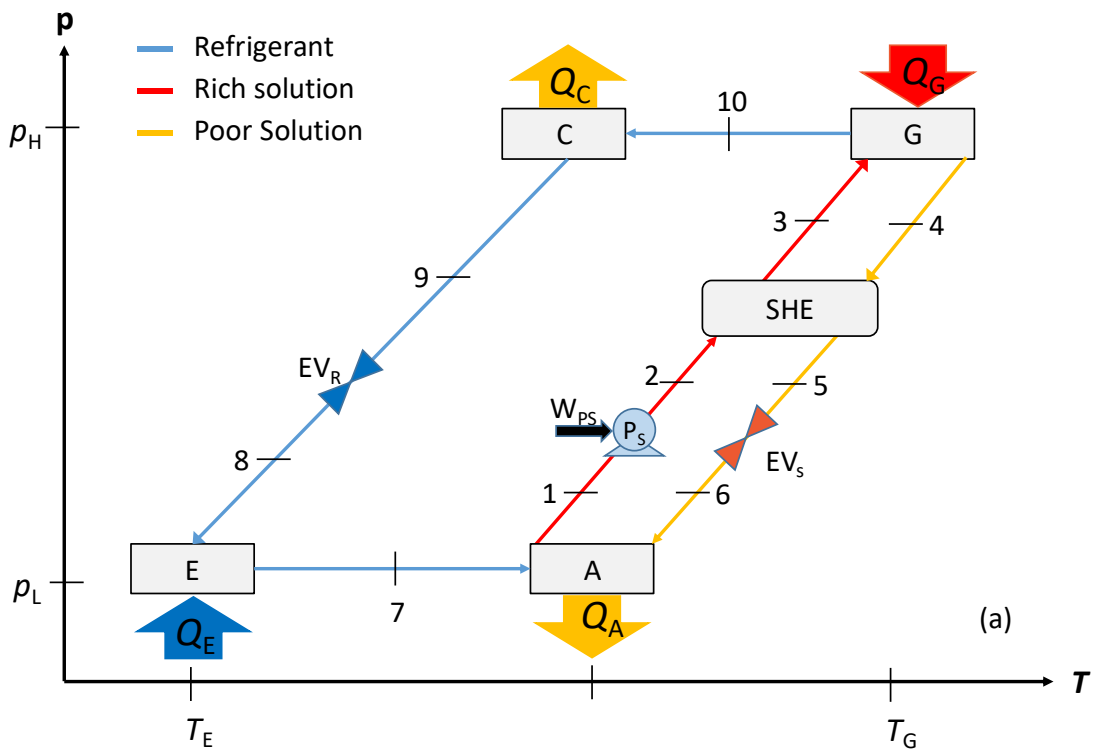 p
Refrigerant
Rich solution
Poor Solution
Q_C
Q_G
10
p_H
C
G
3
4
9
SHE
EV_R
2
5
W_PS
P_S
8
EV_s
1
6
E
A
p_L
7
Q_E
Q_A
(a)
T
T_E
T_G